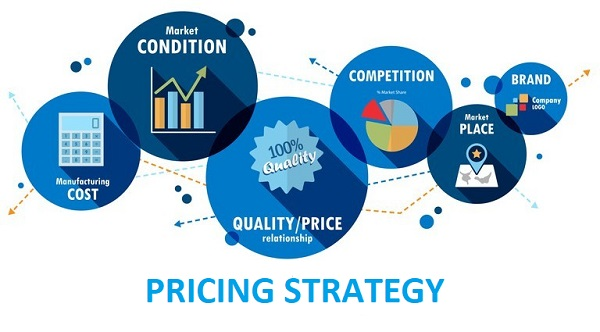 Market
CONDITION
COMPETITION
% Market Share
BRAND
Company
LOGO
Market
PLACE
100%
Quality
Manufacturing
COST
QUALITY/PRICE
relationship
PRICING STRATEGY